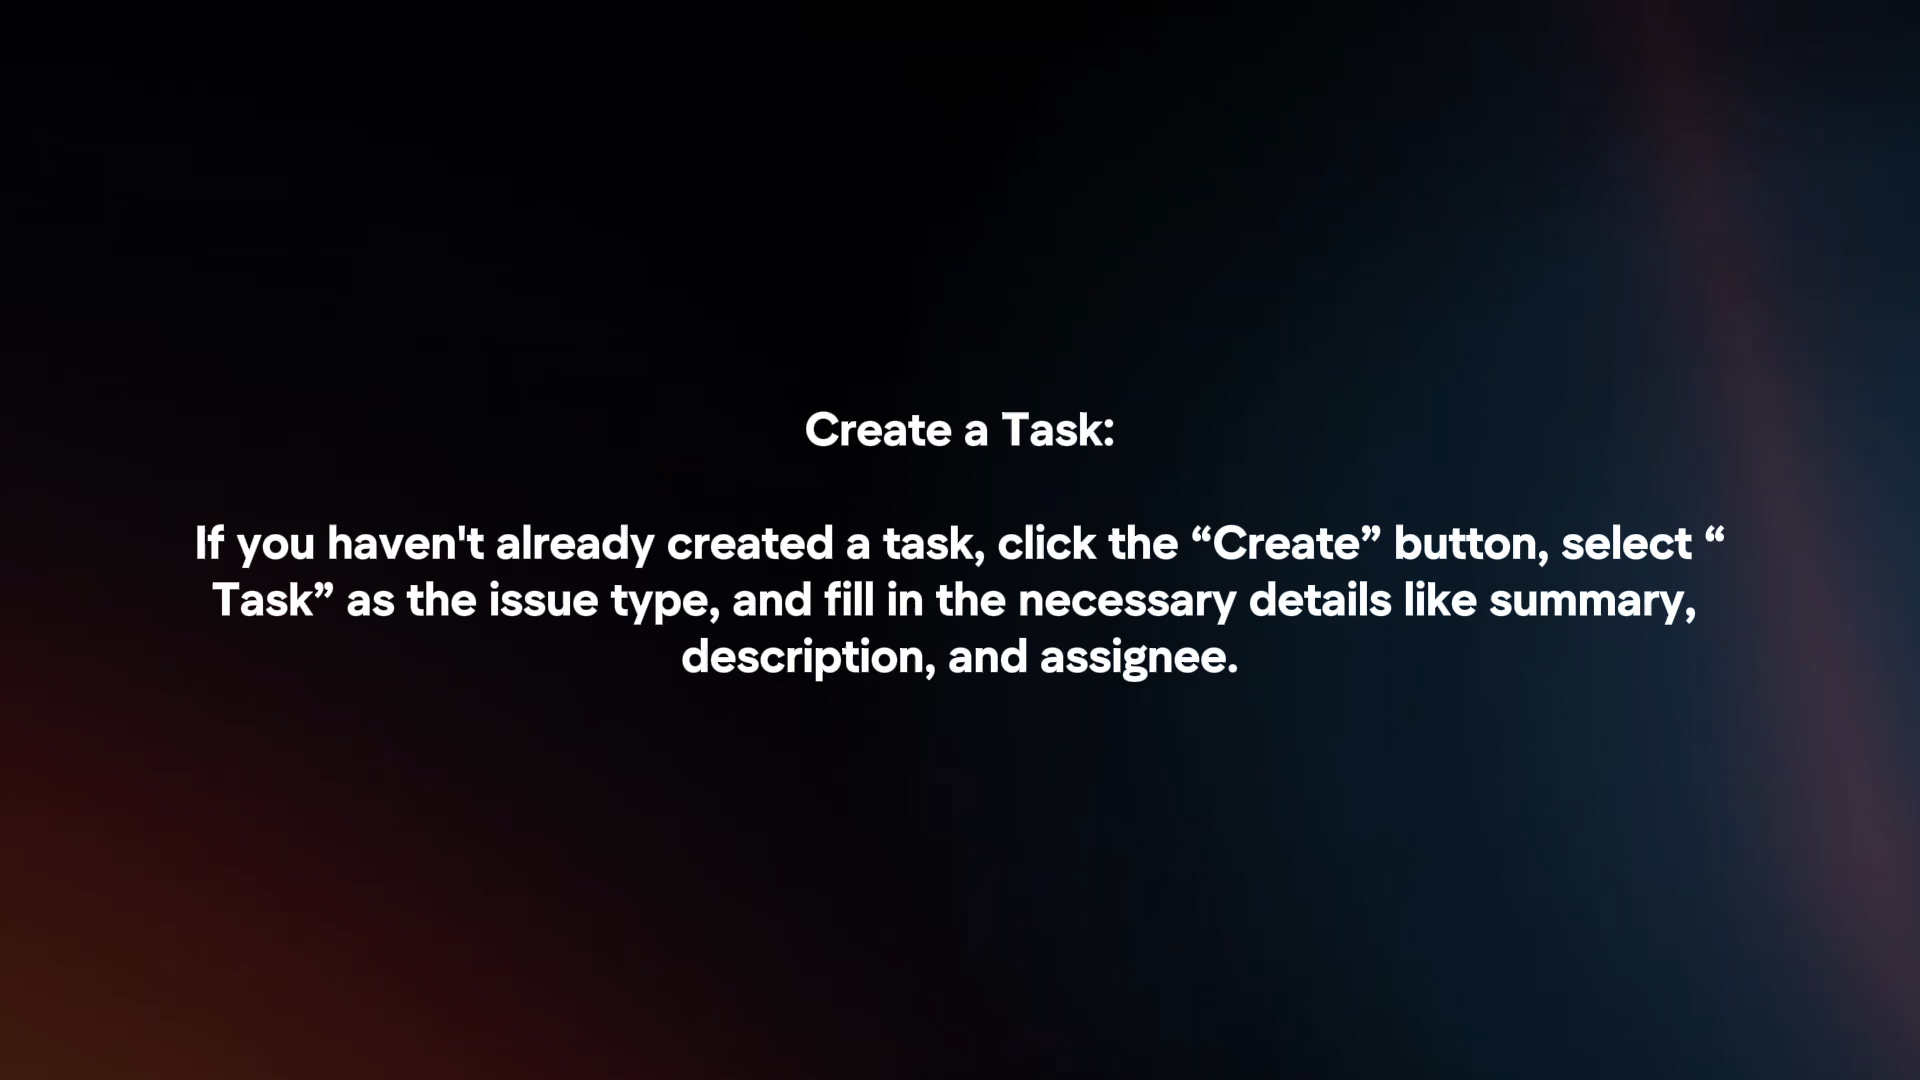 Create a Task:
If you haven't already created a task, click the “Create” button, select “
Task” as the issue type, and fill in the necessary details like summary,
description, and assignee.